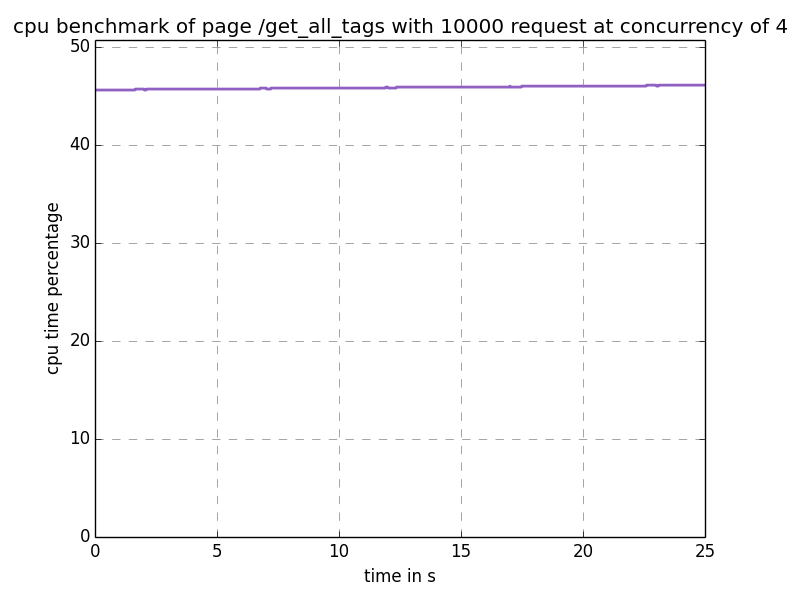 cpu benchmark of page /get_all_tags with 10000 request at concurrency of 4
50
40
30
20
10
0
cpu time percentage
0 5 10 15 20 25
time in s